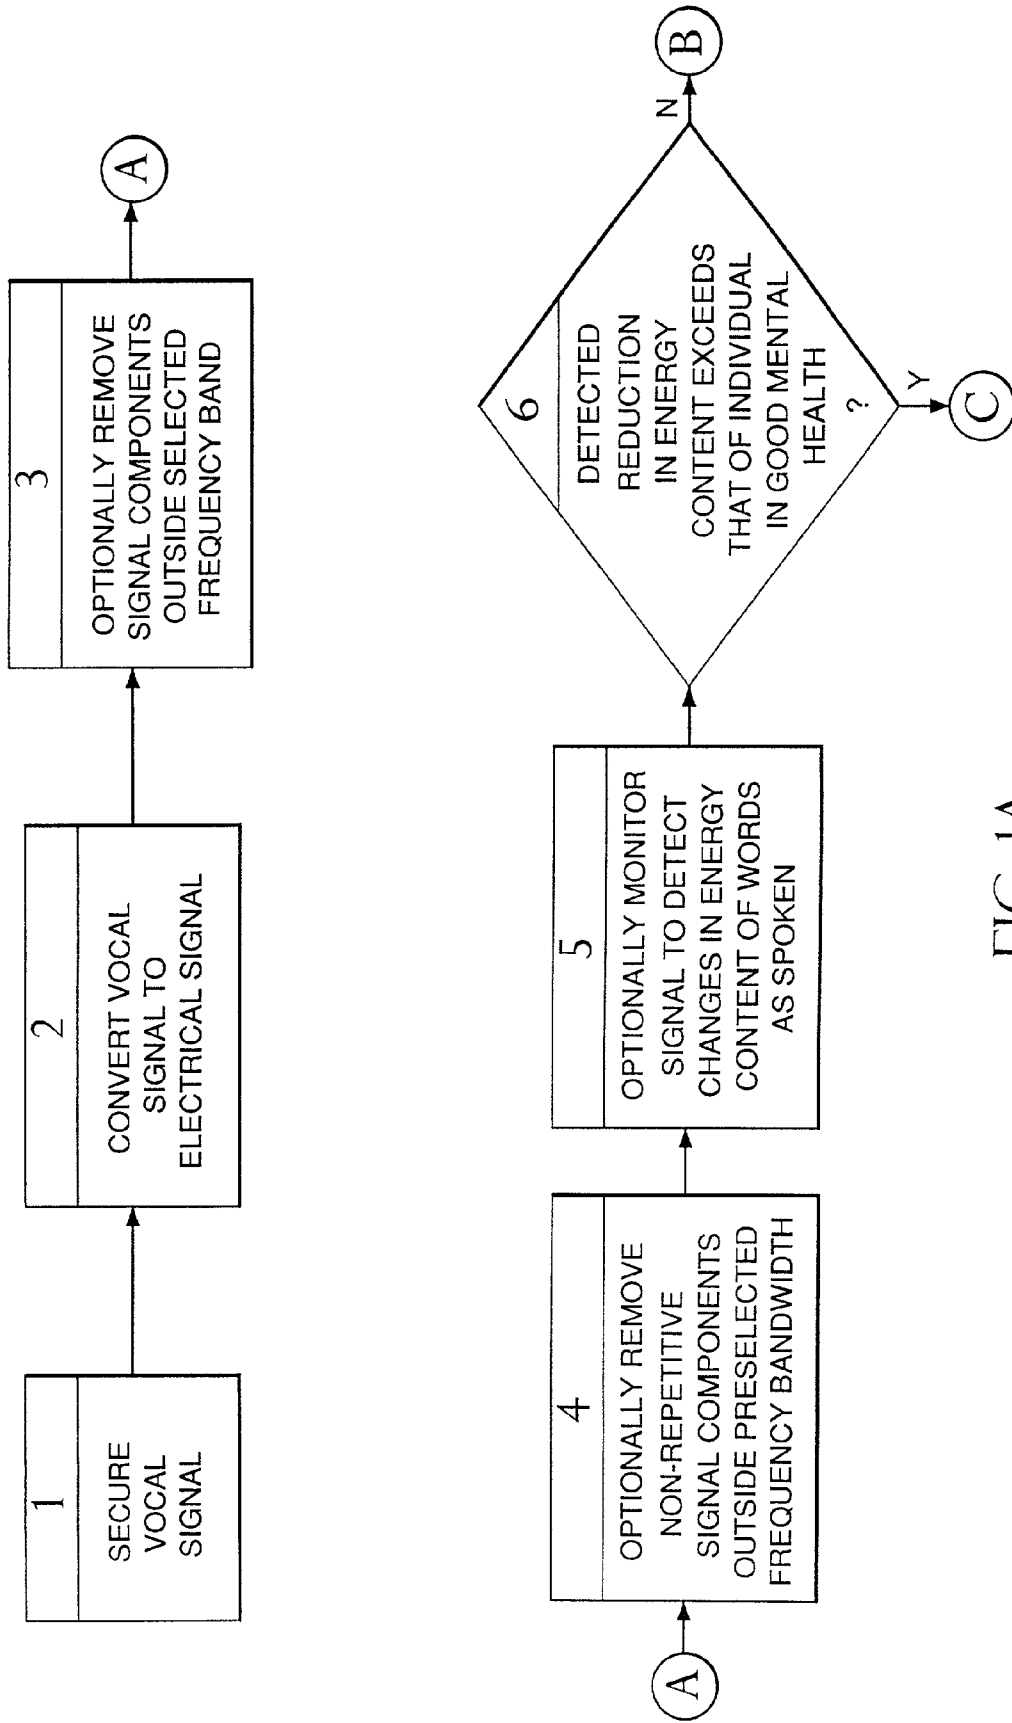 1
SECURE
VOCAL
SIGNAL
2
CONVERT VOCAL
SIGNAL TO
ELECTRICAL SIGNAL
3
OPTIONALLY REMOVE
SIGNAL COMPONENTS
OUTSIDE SELECTED
FREQUENCY BAND
A
A
4
OPTIONALLY REMOVE
NON-REPETITIVE
SIGNAL COMPONENTS
OUTSIDE PRESELECTED
FREQUENCY BANDWIDTH
5
OPTIONALLY MONITOR
SIGNAL TO DETECT
CHANGES IN ENERGY
CONTENT OF WORDS
AS SPOKEN
6
DETECTED
REDUCTION
IN ENERGY
CONTENT EXCEEDS
THAT OF INDIVIDUAL
IN GOOD MENTAL
HEALTH
?
N
B
Y
C
FIG. 1A